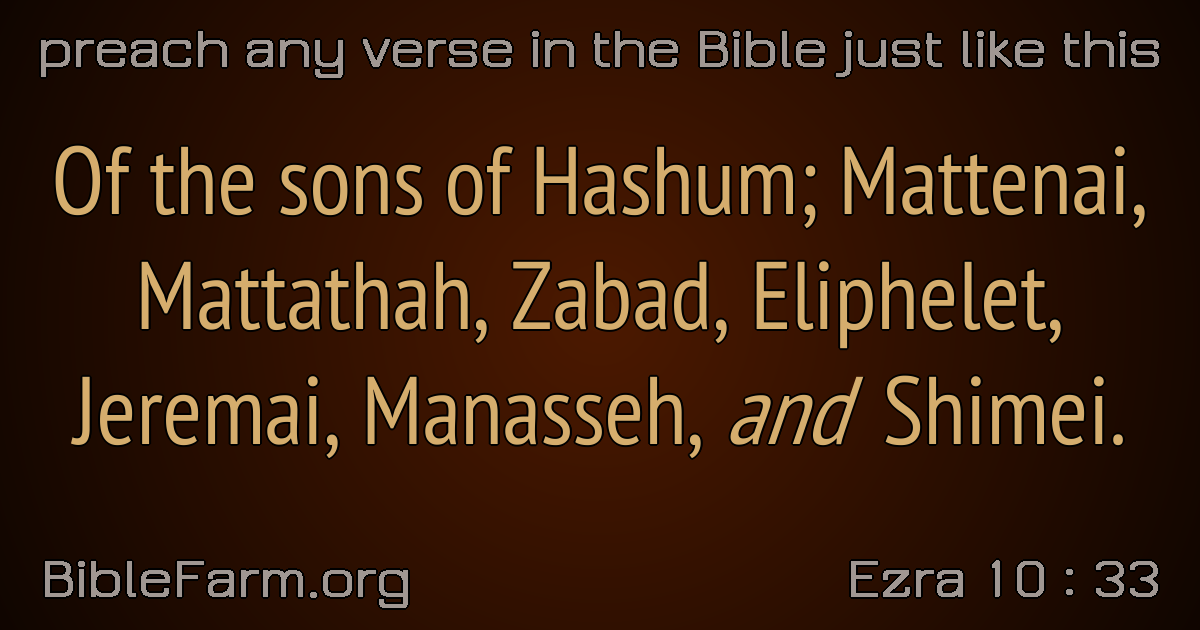 preach any verse in the Bible just like this
Of the sons of Hashum; Mattenai,
Mattathah, Zabad, Eliphelet,
Jeremai, Manasseh, and Shimei.
BibleFarm.org
Ezra 10 : 33